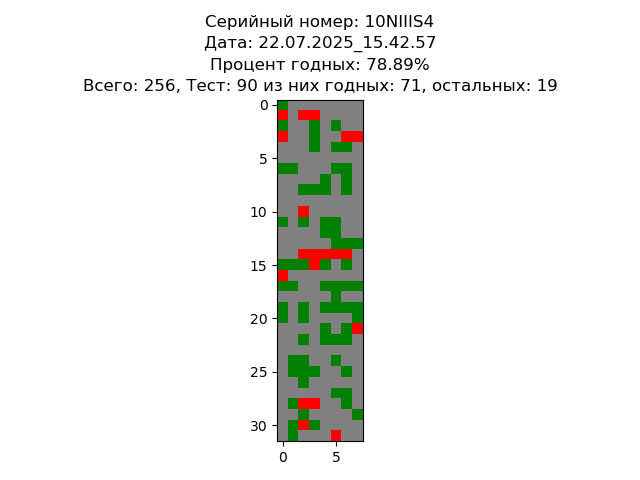 Серийный номер: 10NIIIS4
Дата: 22.07.2025_15.42.57
Процент годных: 78.89%
Всего: 256, Тест: 90 из них годных: 71, остальных: 19
0
5
10
15
20
25
30
0 5